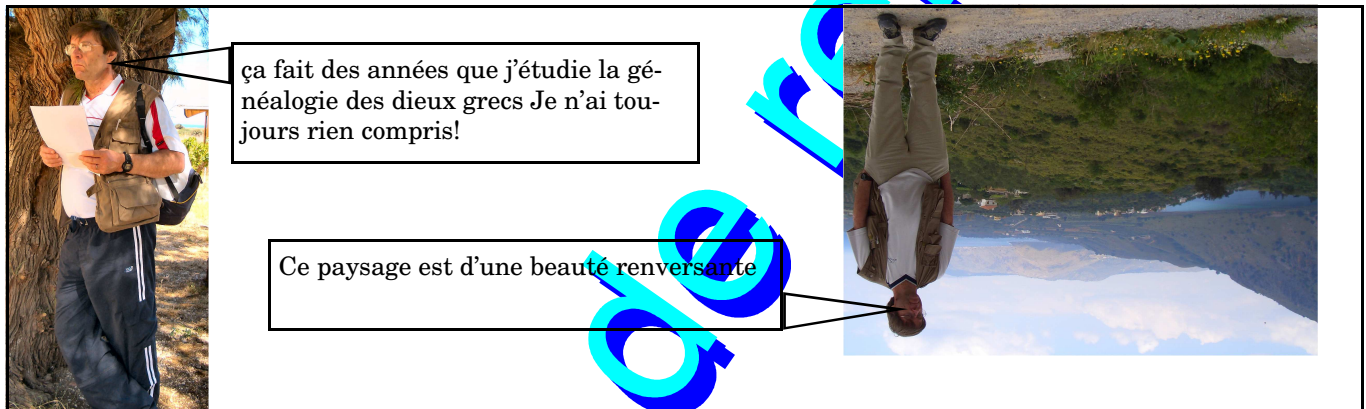 ça fait des années que j'étudie la gé-
néalogie des dieux grecs Je n'ai tou-
jours rien compris!
Ce paysage est d'une beauté renversante
de